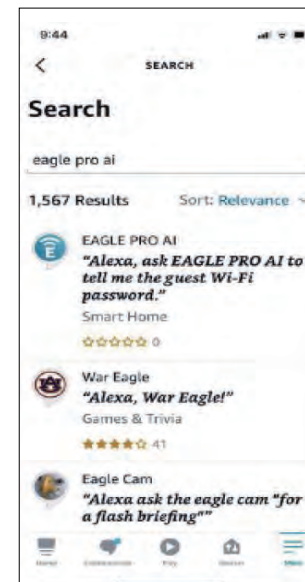 9:44
SEARCH
Search
eagle pro ai
1,567 Results Sort: Relevance
EAGLE PRO AI
"Alexa, ask EAGLE PRO AI to
tell me the guest Wi-Fi
password."
Smart Home
0
War Eagle
"Alexa, War Eagle!"
Games & Trivia
41
Eagle Cam
"Alexa ask the eagle cam "for
a flash briefing""
Home Play